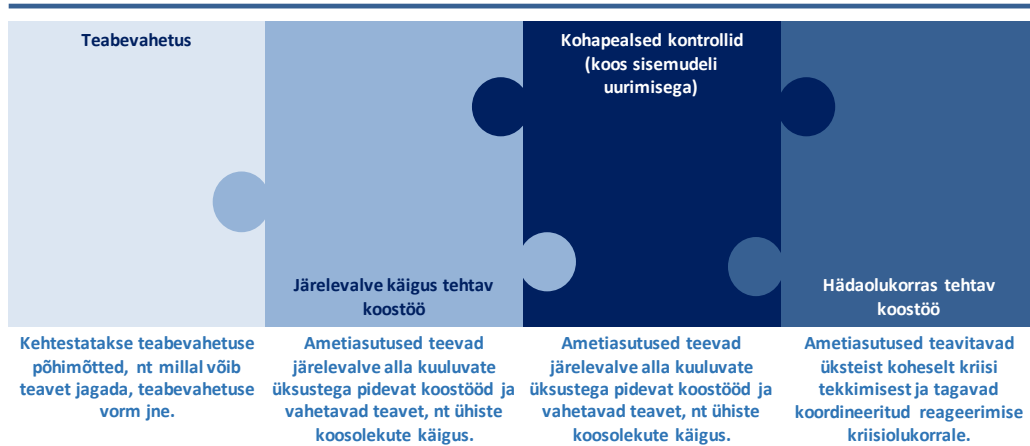 Teabevahetus
Kohapealsed kontrollid
(koos sisemudeli
uurimisega)
Järelevalve käigus tehtav
koostöö
Hädaolukorras tehtav
koostöö
Kehtestatakse teabevahetuse
põhimõtted, nt millal võib
teavet jagada, teabevahetuse
vorm jne.
Ametiasutused teevad
järelevalve alla kuuluvate
üksustega pidevat koostööd ja
vahetavad teavet, nt ühiste
koosolekute käigus.
Ametiasutused teevad
järelevalve alla kuuluvate
üksustega pidevat koostööd ja
vahetavad teavet, nt ühiste
koosolekute käigus.
Ametiasutused teavitavad
üksteist koheselt kriisi
tekkimisest ja tagavad
koordineeritud reageerimise
kriisiolukorrale.